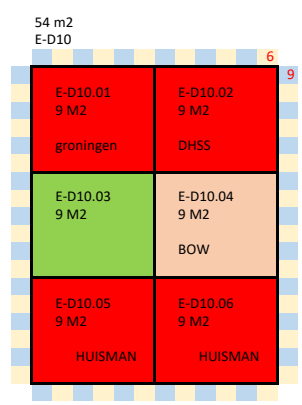 54 m2
E-D10
6
9
E-D10.01
9 M2
groningen
E-D10.02
9 M2
DHSS
E-D10.03
9 M2
E-D10.04
9 M2
BOW
E-D10.05
9 M2
HUISMAN
E-D10.06
9 M2
HUISMAN